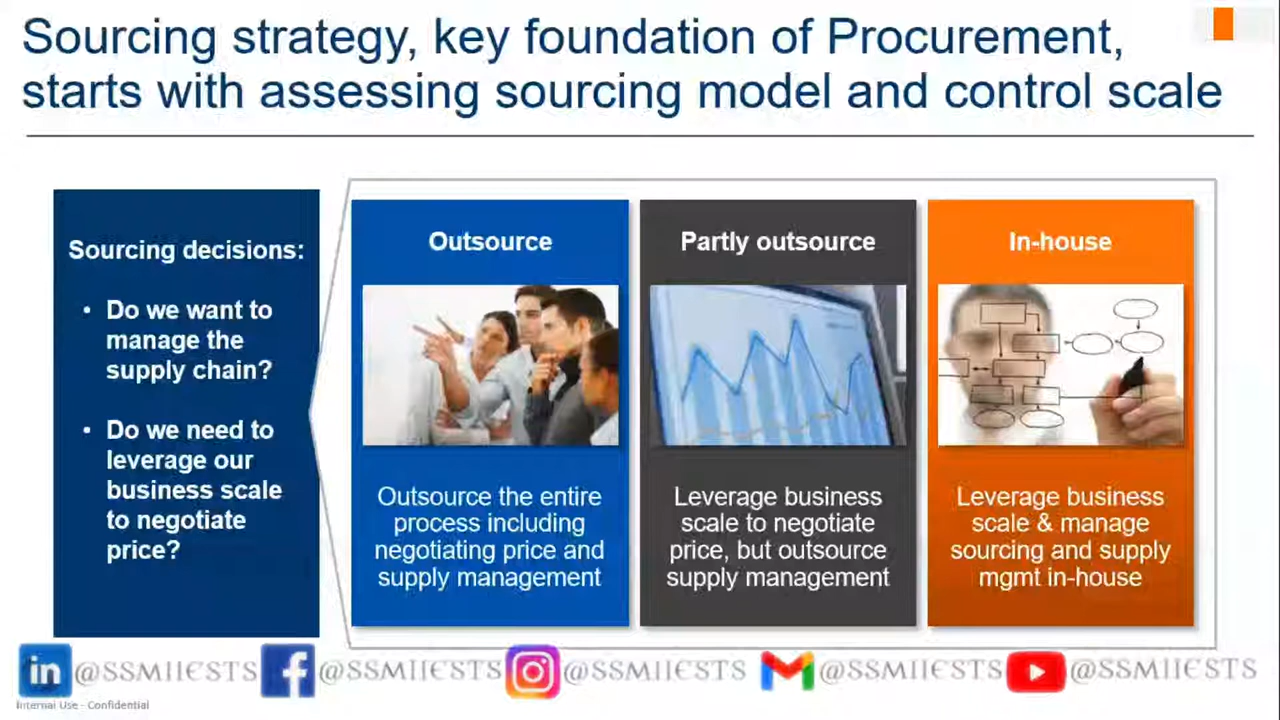 Sourcing strategy, key foundation of Procurement,
starts with assessing sourcing model and control scale
Sourcing decisions:
• Do we want to
manage the
supply chain?
• Do we need to
leverage our
business scale
to negotiate
price?
Outsource
Outsource the entire
process including
negotiating price and
supply management
Partly outsource
Leverage business
scale to negotiate
price, but outsource
supply management
In-house
Leverage business
scale & manage
sourcing and supply
mgmt in-house
in @SSMIIESTS f @SSMIIESTS @SSMIIESTS @SSMIIESTS @SSMIIESTS
Internal Use - Confidential